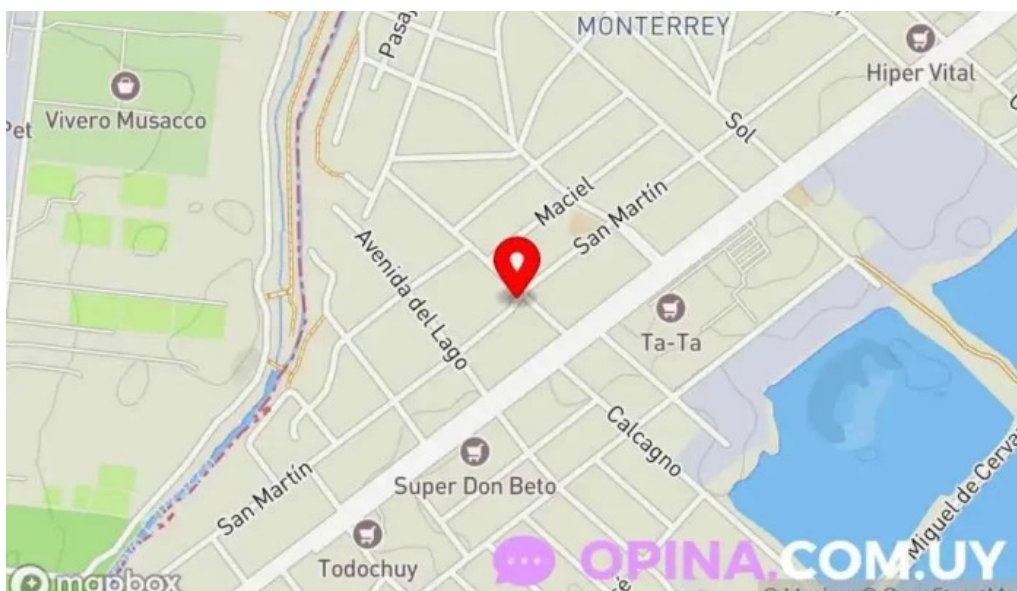 MONTERREY
Pasaj
Hiper Vital
Vivero Musacco
Pet
Sol
Maciel
San Martín
Avenida del Lago
Ta-Ta
Calcagno
Super Don Beto
San Martín
Miguel de Cervan
Todochuy
OPINA.COM.UY
mapbox